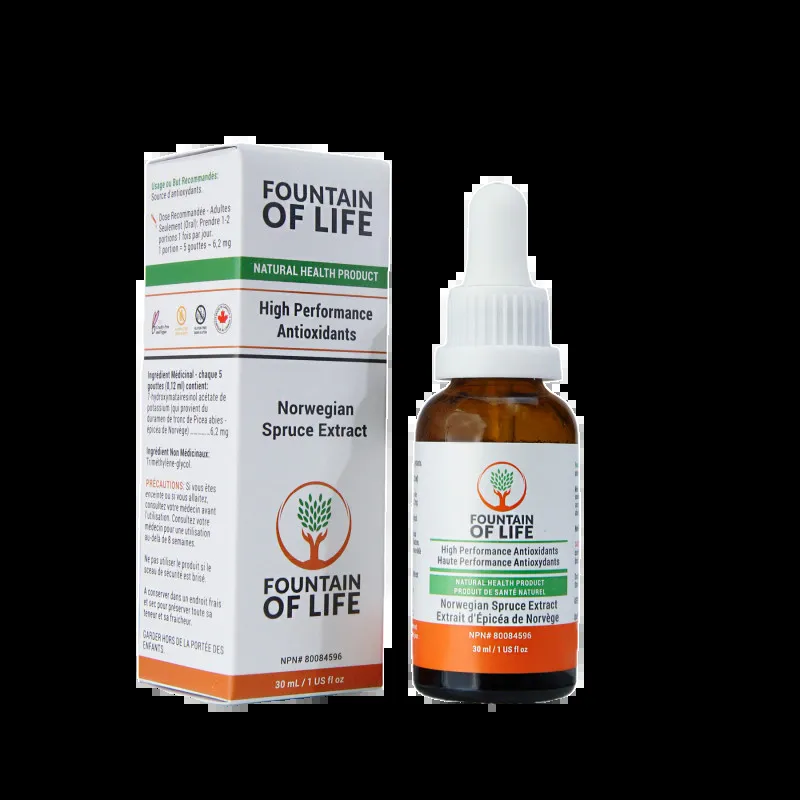 Usage ou But Recommandés:
Source d'antioxydants.
Dose Recommandée - Adultes
Seulement (Oral): Prendre 1-2
portions 1 fois par jour.
1 portion = 5 gouttes = 6,2 mg
Ingrédient Médicinal - chaque 5
gouttes (0,12 ml) contient:
7-hydroxymatairesinol acétate de
potassium (qui provient du
duramen de tronc de Picea abies -
épicéa de Norvège) ............6,2 mg
Ingrédient Non Médicinaux:
Triméthylène-glycol.
PRÉCAUTIONS: Si vous êtes
enceinte ou si vous allaitez,
consultez votre médecin avant
l'utilisation. Consultez votre
médecin pour une utilisation
au-delà de 8 semaines.
Ne pas utiliser le produit si le
sceau de sécurité est brisé.
A conserver dans un endroit frais
et sec pour préserver toute sa
teneur et sa fraicheur.
GARDER HORS DE LA PORTÉE DES
ENFANTS.
FOUNTAIN
OF LIFE
NATURAL HEALTH PRODUCT
High Performance
Antioxidants
Norwegian
Spruce Extract
FOUNTAIN
OF LIFE
NPN# 80084596
30 mL / 1 US fl oz
FOUNTAIN
OF LIFE
High Performance Antioxidants
Haute Performance Antioxydants
NATURAL HEALTH PRODUCT
PRODUIT DE SANTÉ NATUREL
Norwegian Spruce Extract
Extrait d'Épicéa de Norvège
NPN# 80084596
30 ml / 1 US fl oz